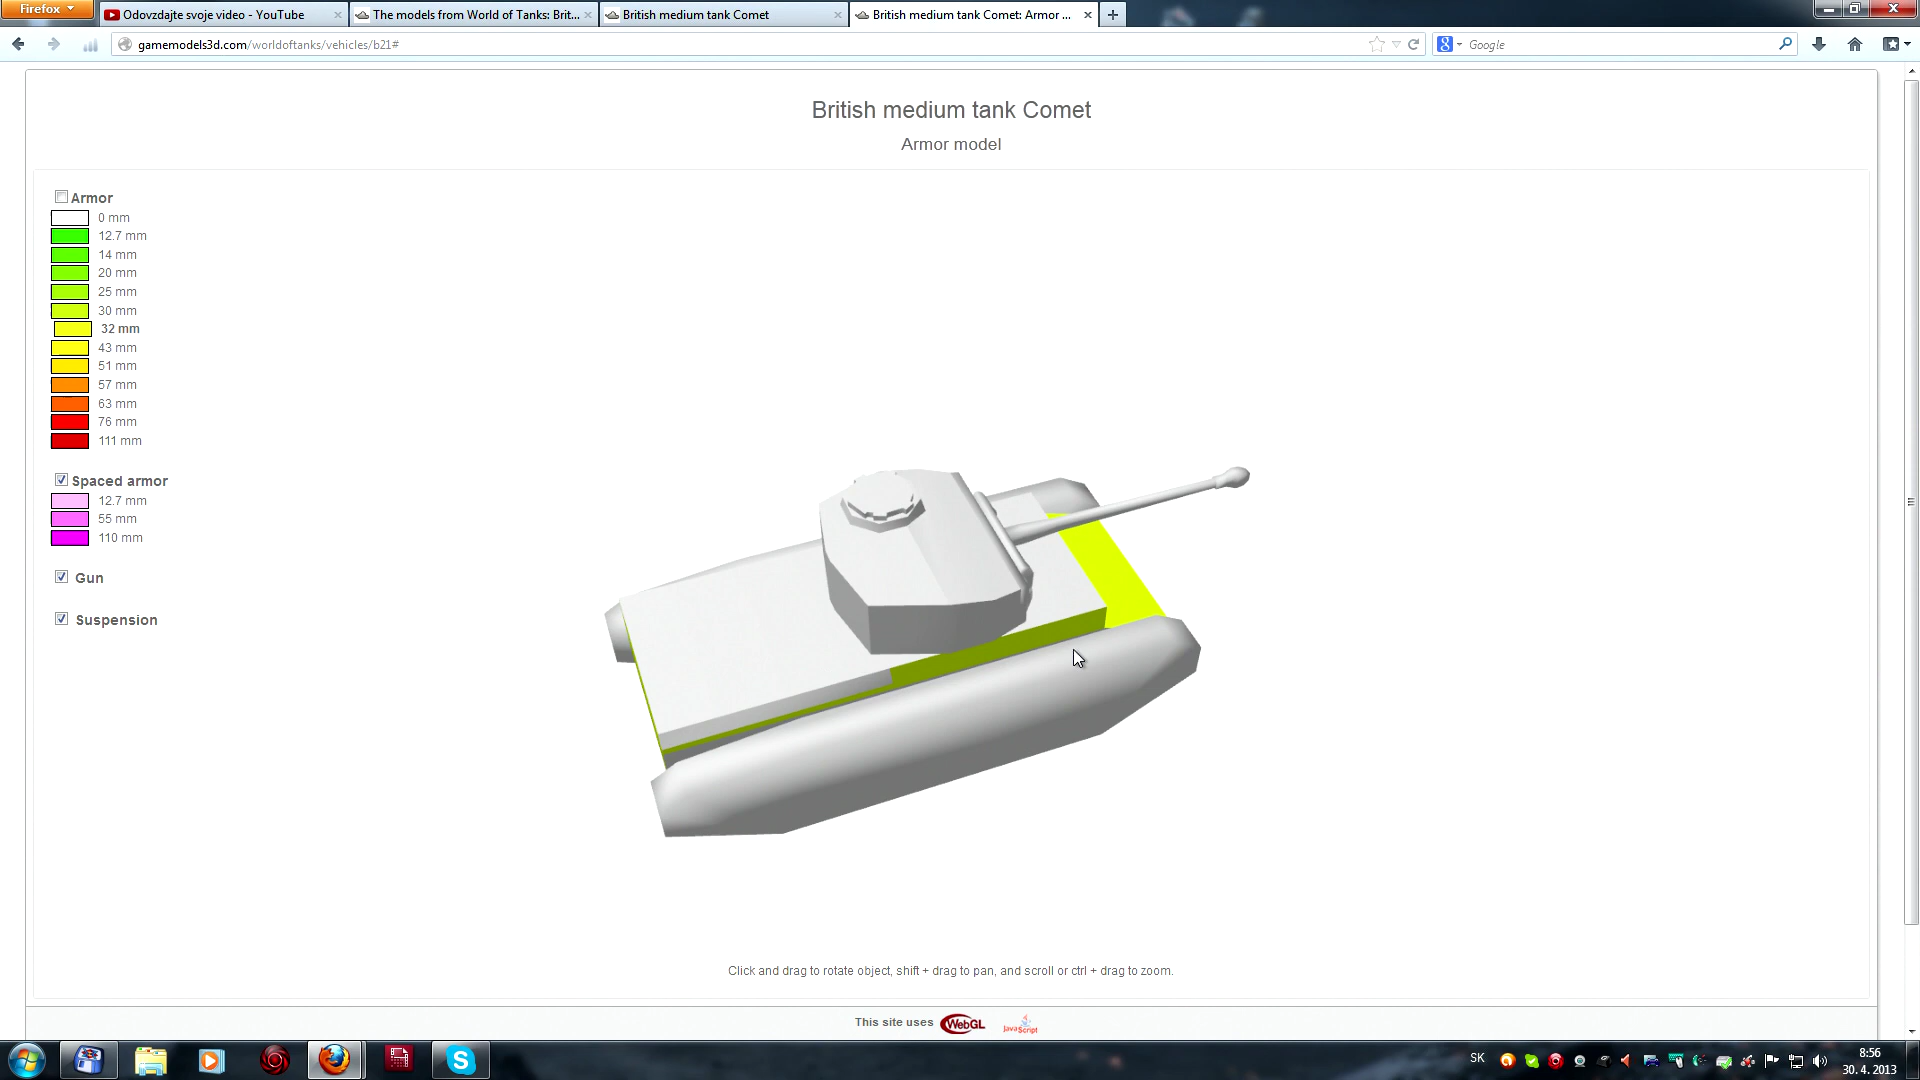 Firefox
Odovzdajte svoje video - YouTube
The models from World of Tanks: Brit...
British medium tank Comet
British medium tank Comet: Armor ...
gamemodels3d.com/worldoftanks/vehicles/b21#
Google
British medium tank Comet
Armor model
Armor
0 mm
12.7 mm
14 mm
20 mm
25 mm
30 mm
32 mm
43 mm
51 mm
57 mm
63 mm
76 mm
111 mm
Spaced armor
12.7 mm
55 mm
110 mm
Gun
Suspension
Click and drag to rotate object, shift + drag to pan, and scroll or ctrl + drag to zoom.
This site uses WebGL JavaScript
SK
8:56
30. 4. 2013